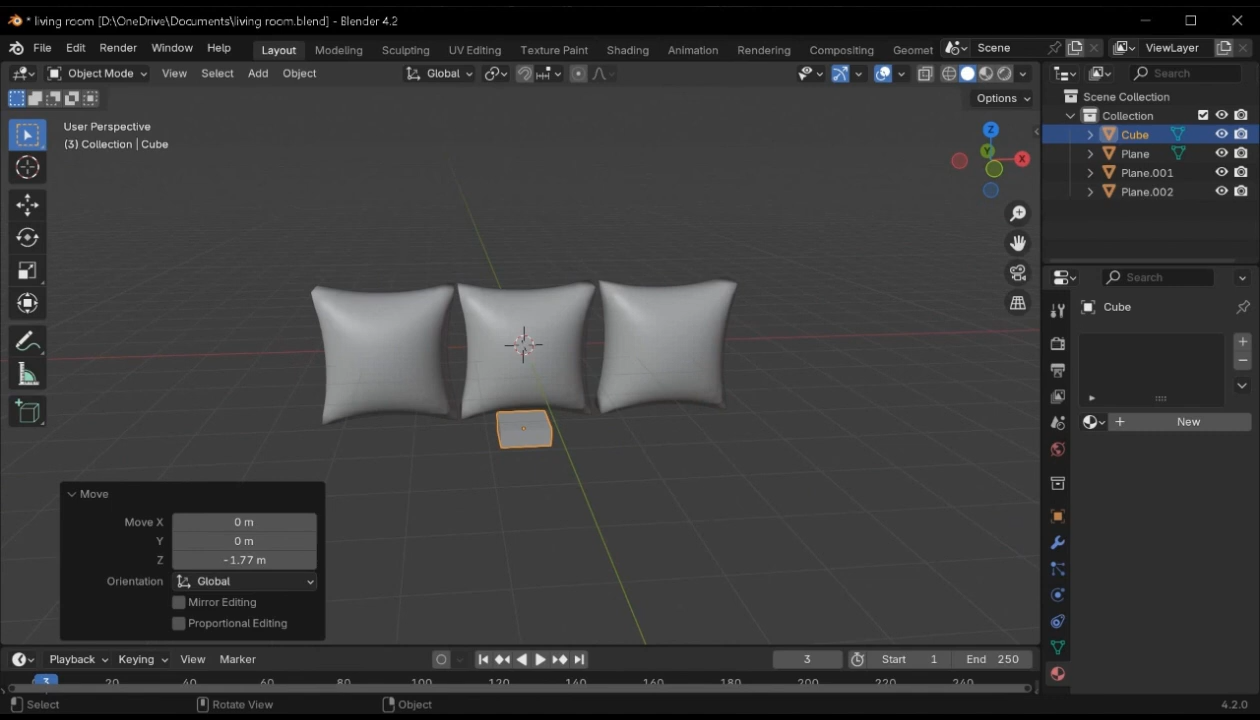 * living room [D:\OneDrive\Documents\living room.blend] - Blender 4.2
File Edit Render Window Help Layout Modeling Sculpting UV Editing Texture Paint Shading Animation Rendering Compositing Geomet Scene ViewLayer
Object Mode View Select Add Object Global Search
Options
Scene Collection
Collection
User Perspective
(3) Collection | Cube
Cube
Plane
Plane.001
Plane.002
Z
Y
X
Search
Cube
New
Move
Move X 0 m
Y 0 m
Z -1.77 m
Orientation Global
Mirror Editing
Proportional Editing
Playback Keying View Marker 3 Start 1 End 250
3 20 40 60 80 100 120 140 160 180 200 220 240
Select Rotate View Object 4.2.0